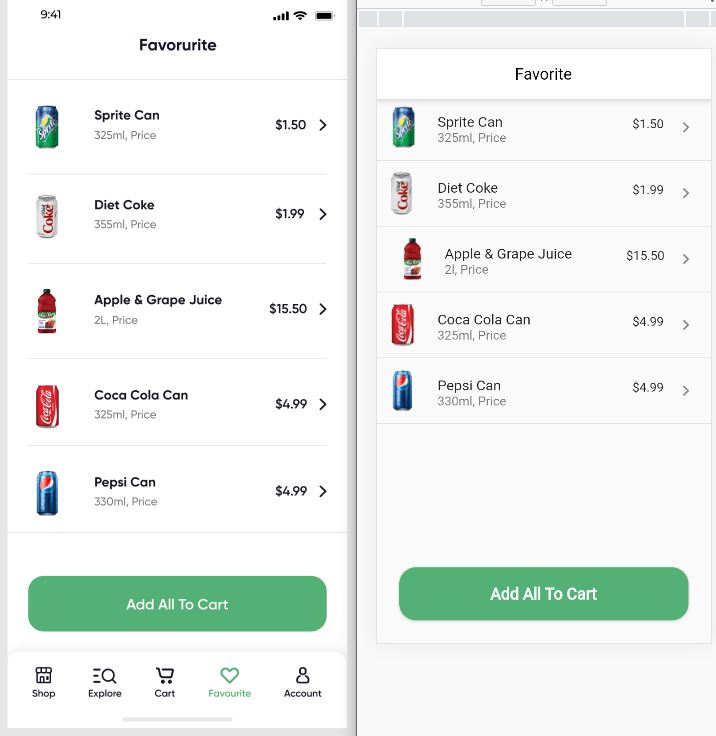 9:41
Favorurite
Sprite Can
325ml, Price
$1.50
Diet Coke
355ml, Price
$1.99
Apple & Grape Juice
2L, Price
$15.50
Coca Cola Can
325ml, Price
$4.99
Pepsi Can
330ml, Price
$4.99
Add All To Cart
Shop
Explore
Cart
Favourite
Account
Favorite
Sprite Can
325ml, Price
$1.50
Diet Coke
355ml, Price
$1.99
Apple & Grape Juice
2l, Price
$15.50
Coca Cola Can
325ml, Price
$4.99
Pepsi Can
330ml, Price
$4.99
Add All To Cart